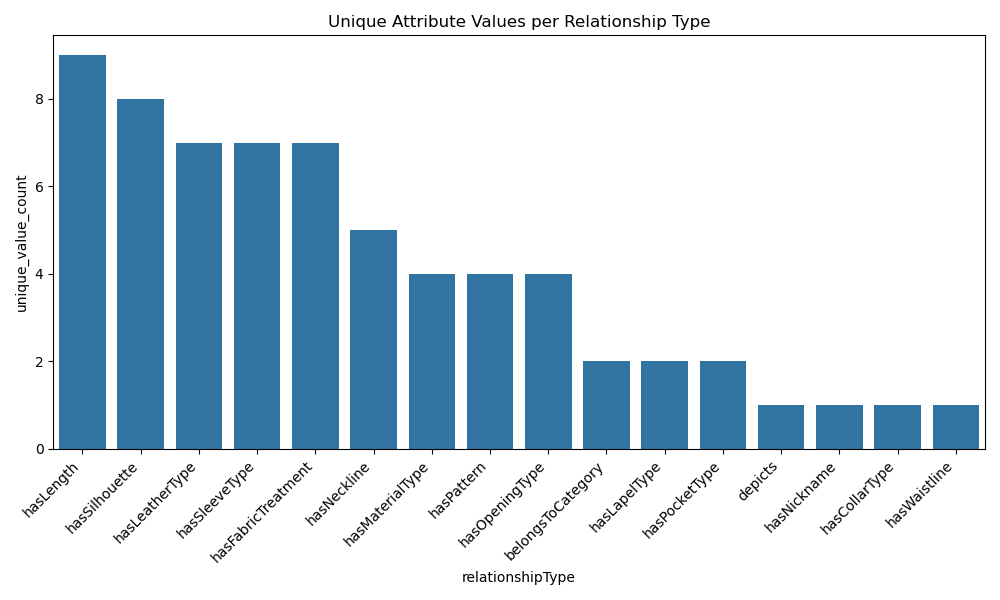 Unique Attribute Values per Relationship Type
unique_value_count
8
6
4
2
0
hasLength
hasSilhouette
hasLeatherType
hasSleeveType
hasFabricTreatment
hasNeckline
hasMaterialType
hasPattern
hasOpeningType
belongsToCategory
hasLapelType
hasPocketType
depicts
hasNickname
hasCollarType
hasWaistline
relationshipType